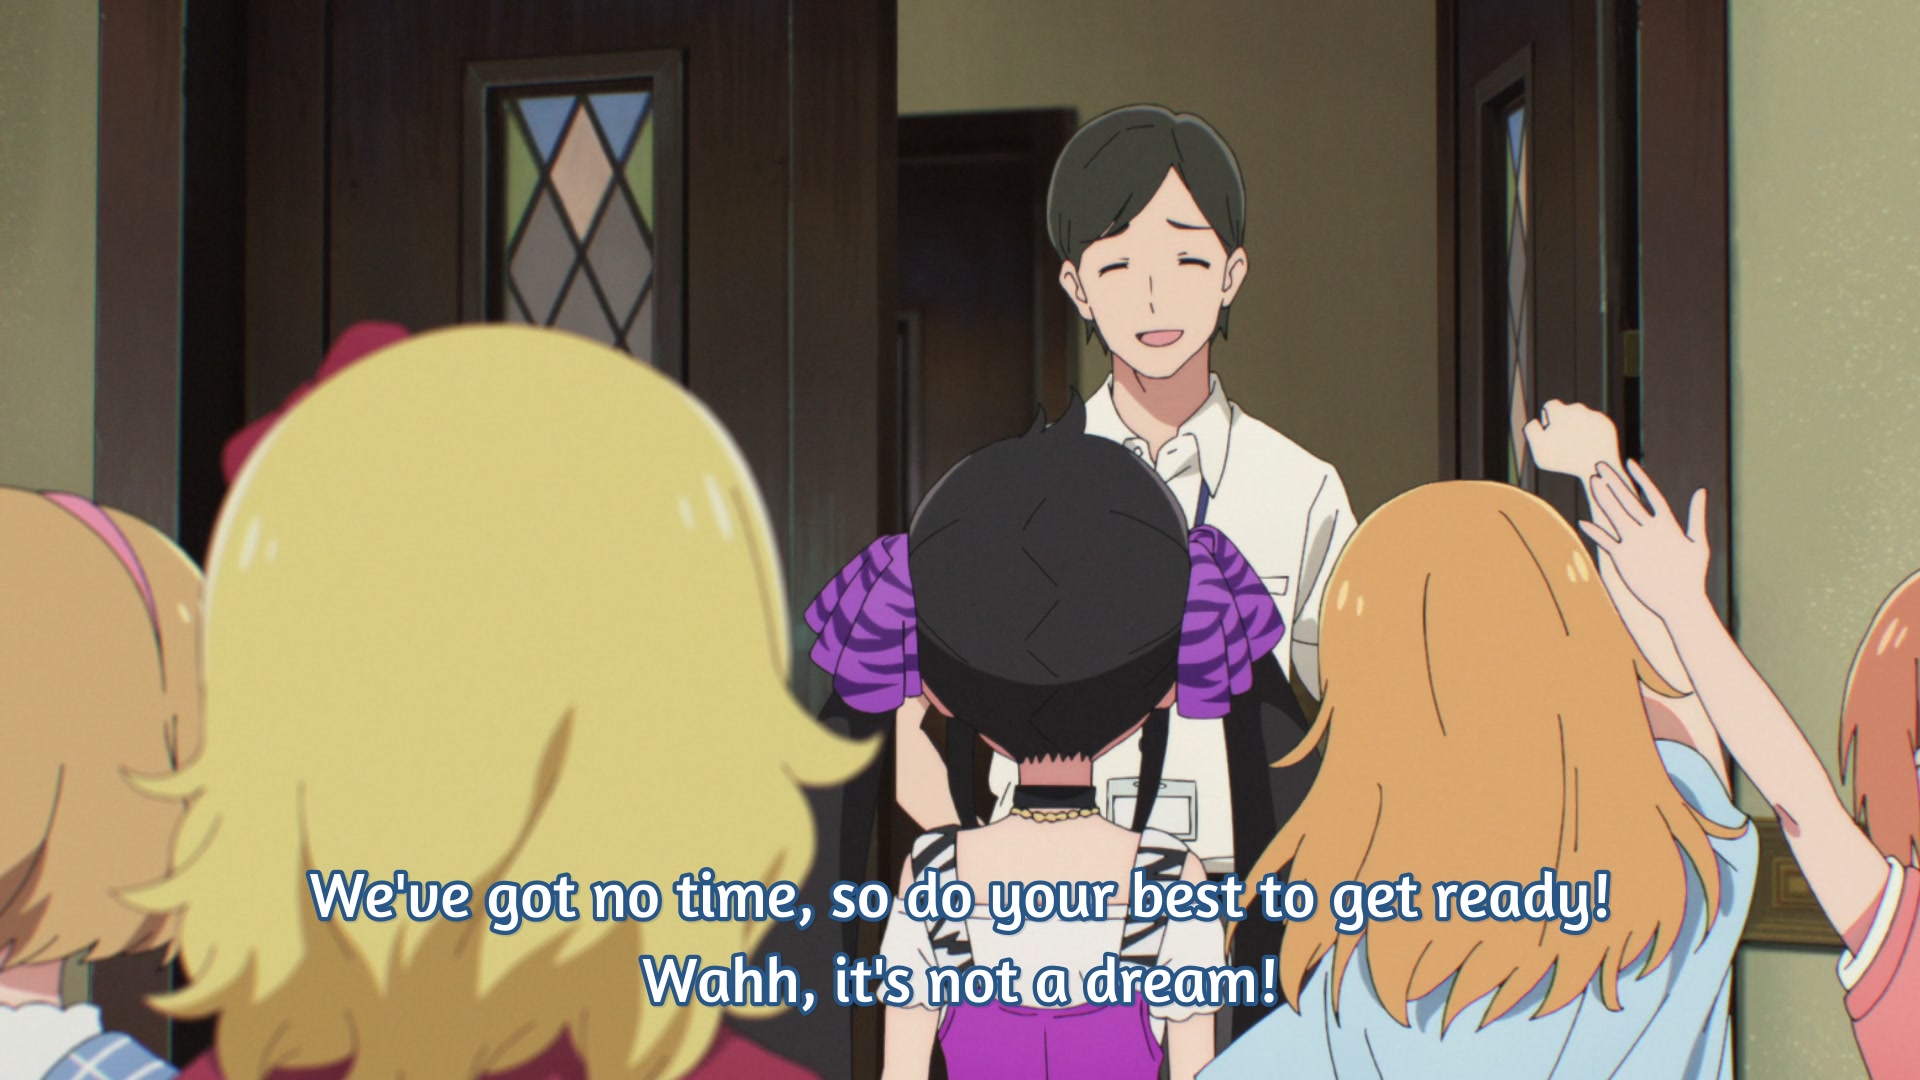 We've got no time, so do your best to get ready!
Wahh, it's not a dream!